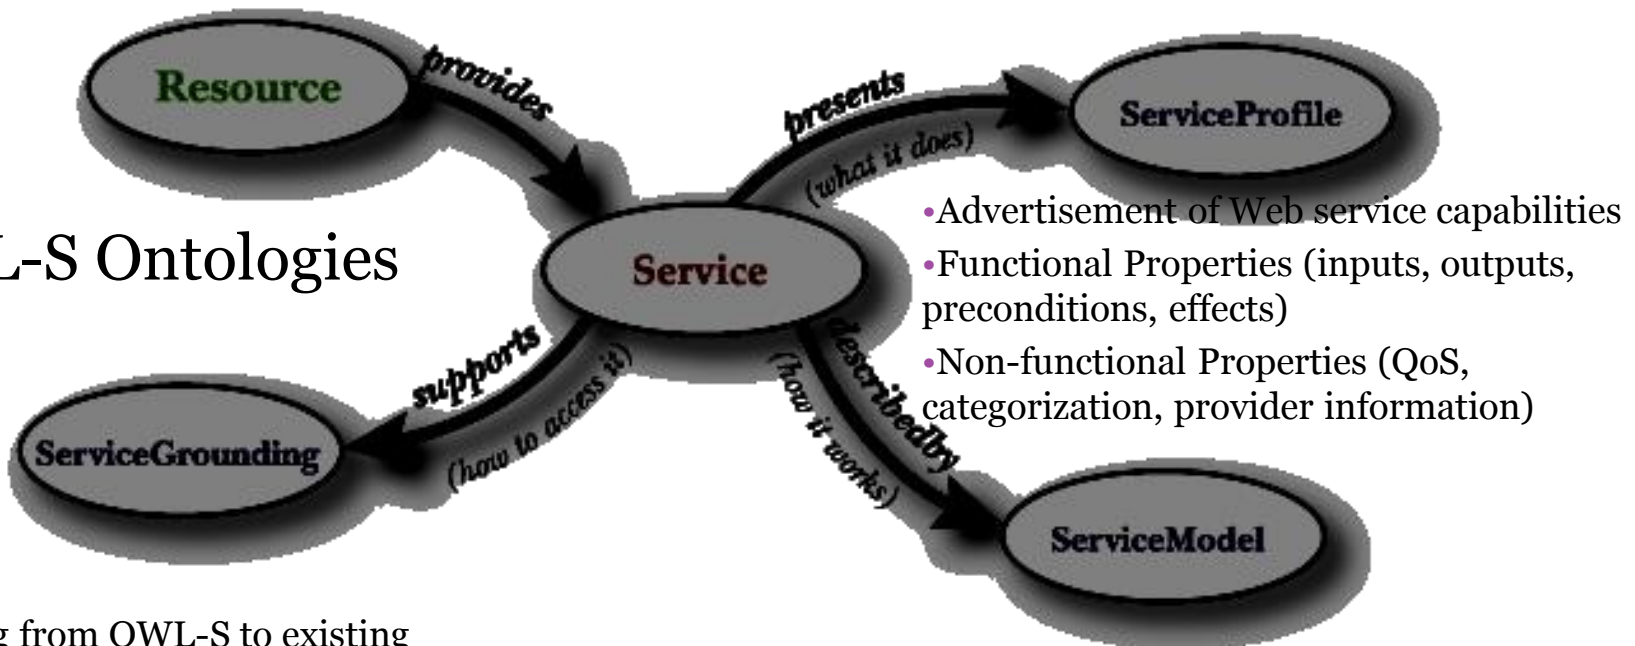 Resource
provides
presents
(what it does)
ServiceProfile
•Advertisement of Web service capabilities
•Functional Properties (inputs, outputs,
preconditions, effects)
•Non-functional Properties (QoS,
categorization, provider information)
L-S Ontologies
Service
supports
(how to access it)
describedby
(how it works)
ServiceGrounding
ServiceModel
g from OWL-S to existing